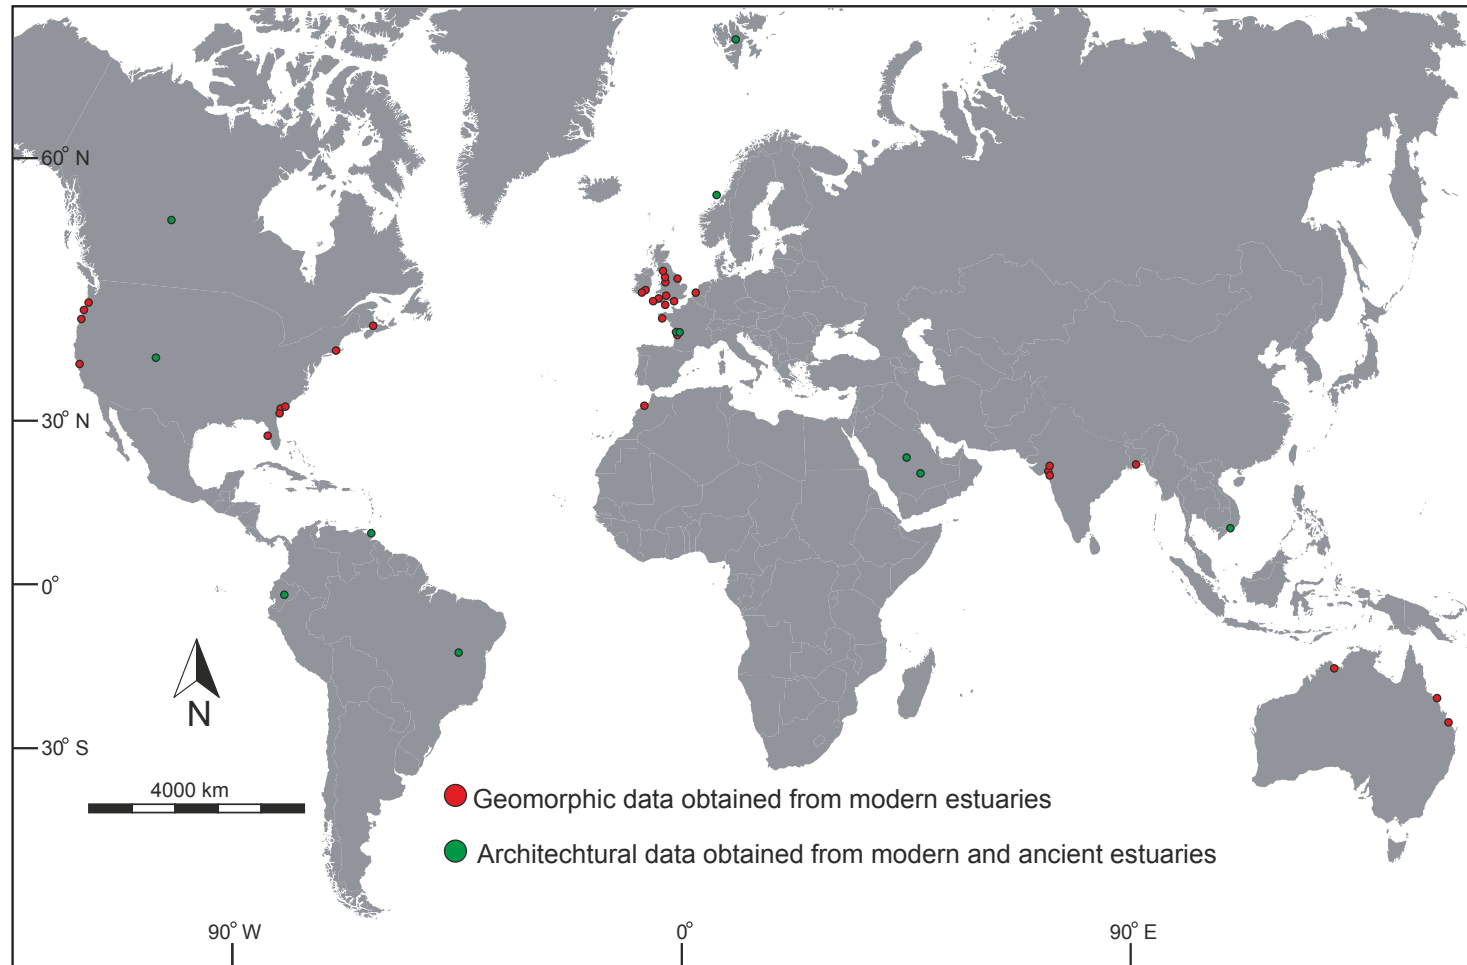 60° N
30° N
0°
30° S
N
4000 km
Geomorphic data obtained from modern estuaries
Architechtural data obtained from modern and ancient estuaries
90° W
0°
90° E